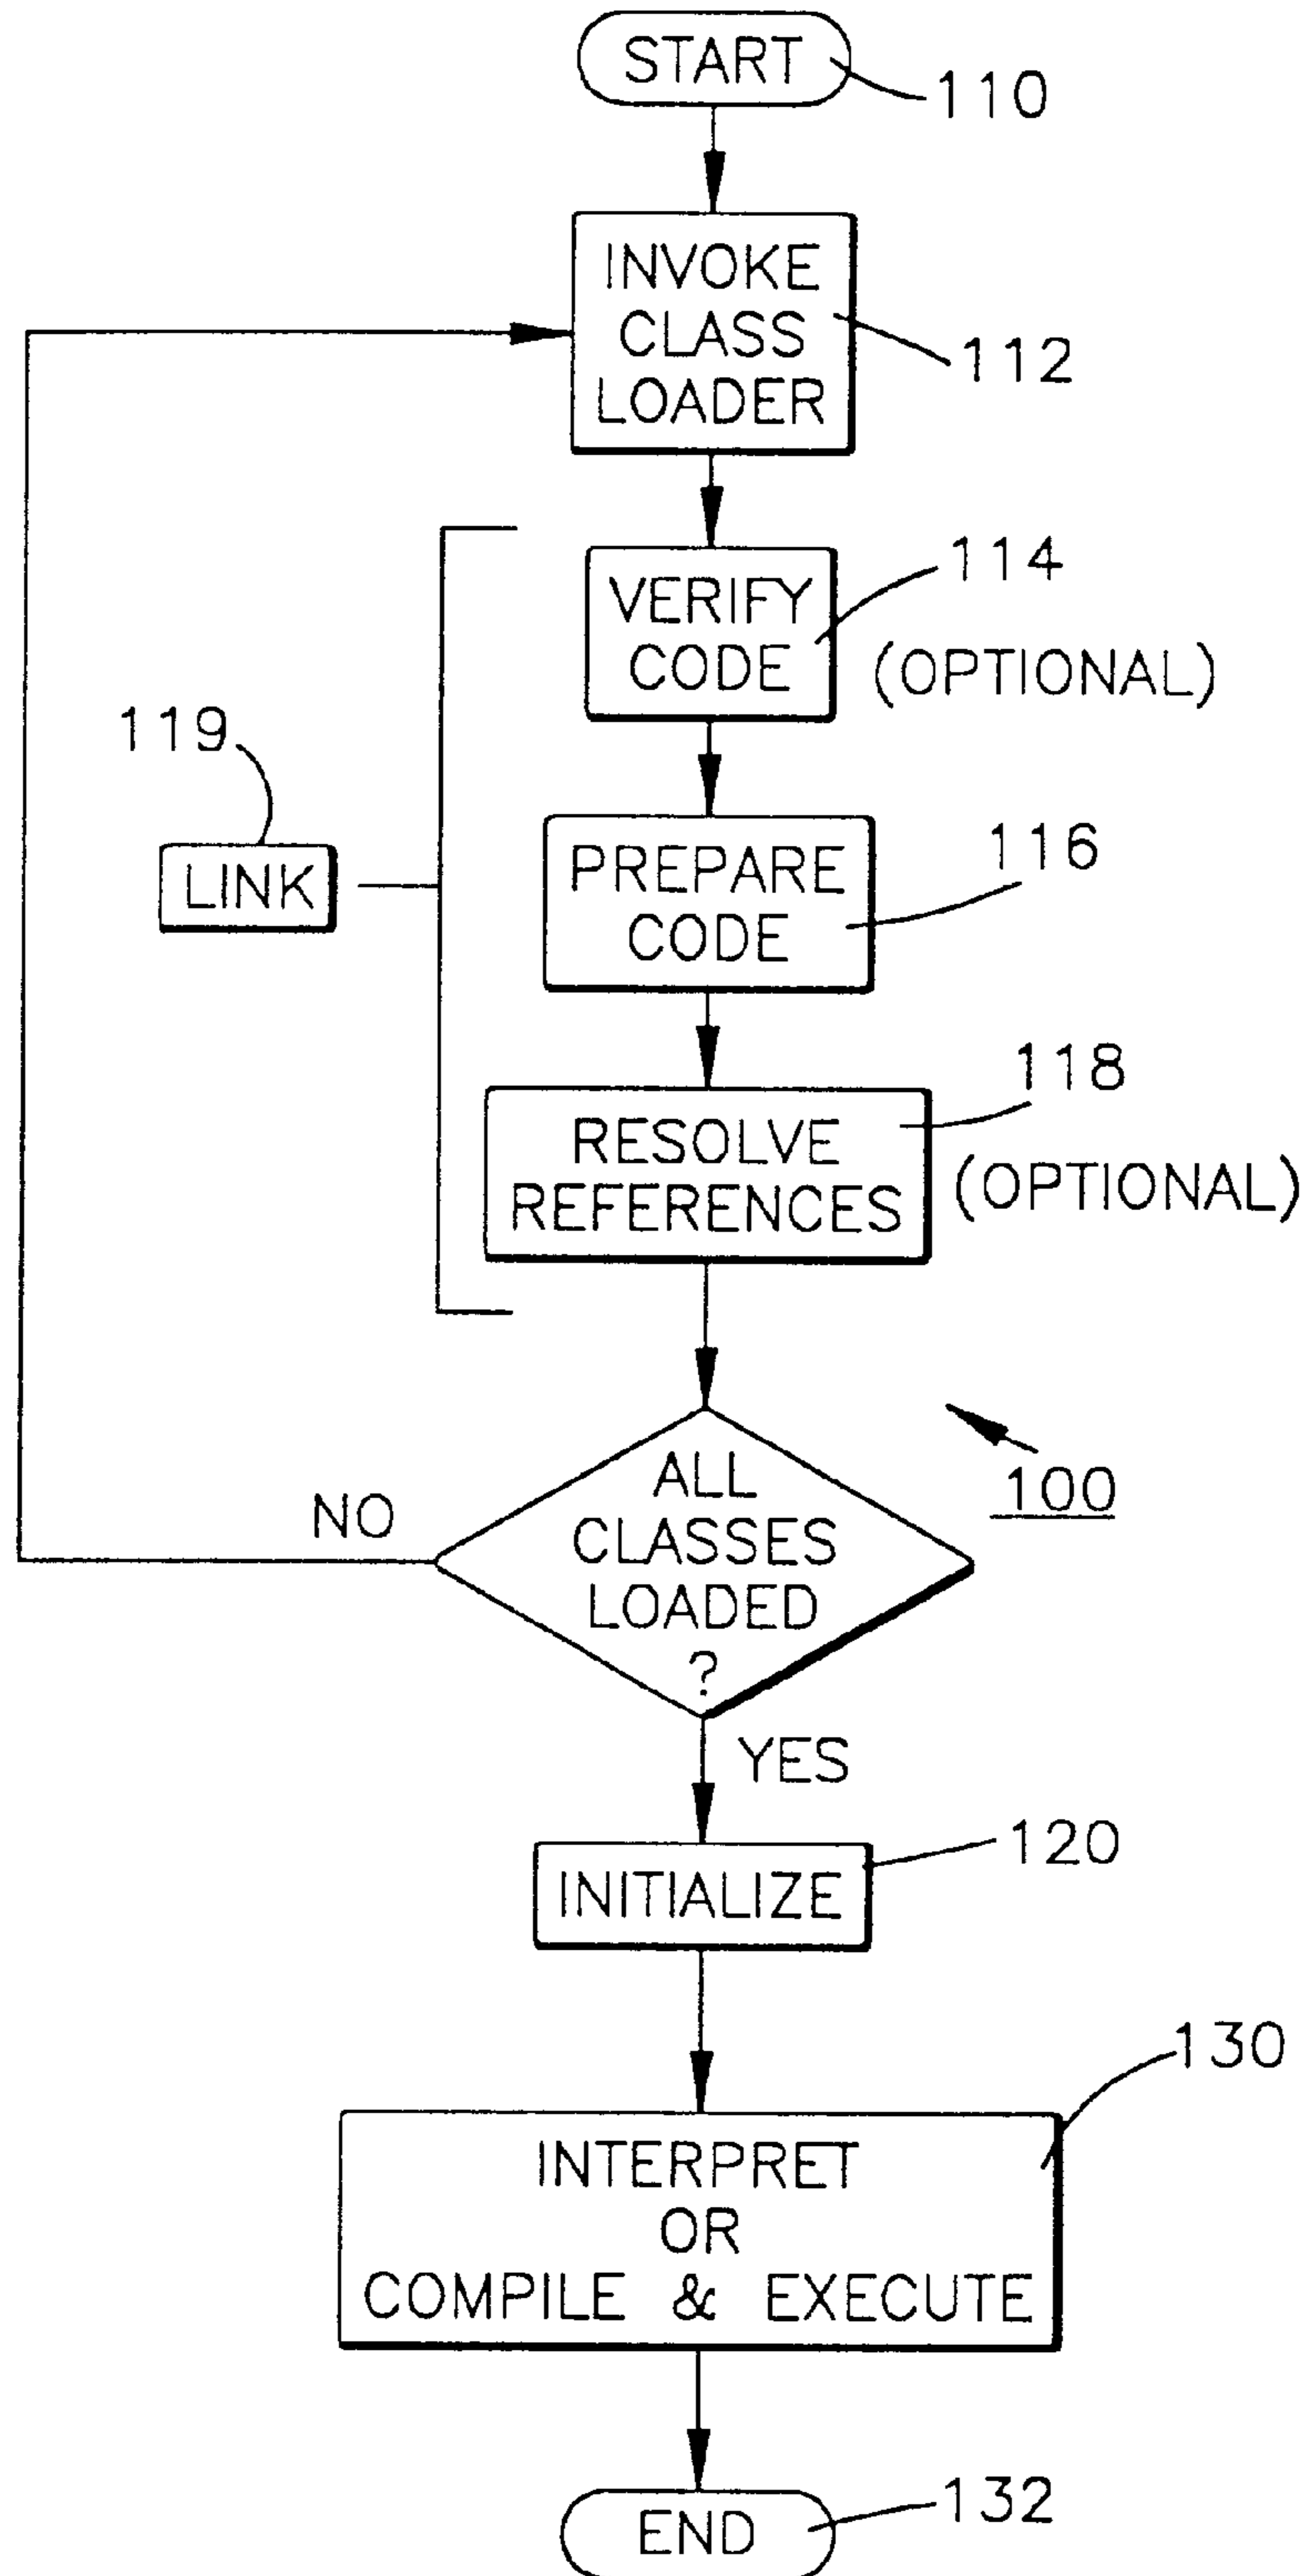 START
110
INVOKE
CLASS
LOADER
112
VERIFY
CODE
114
(OPTIONAL)
119
LINK
PREPARE
CODE
116
RESOLVE
REFERENCES
118
(OPTIONAL)
100
ALL
CLASSES
LOADED
?
NO
YES
INITIALIZE
120
INTERPRET
OR
COMPILE & EXECUTE
130
END
132